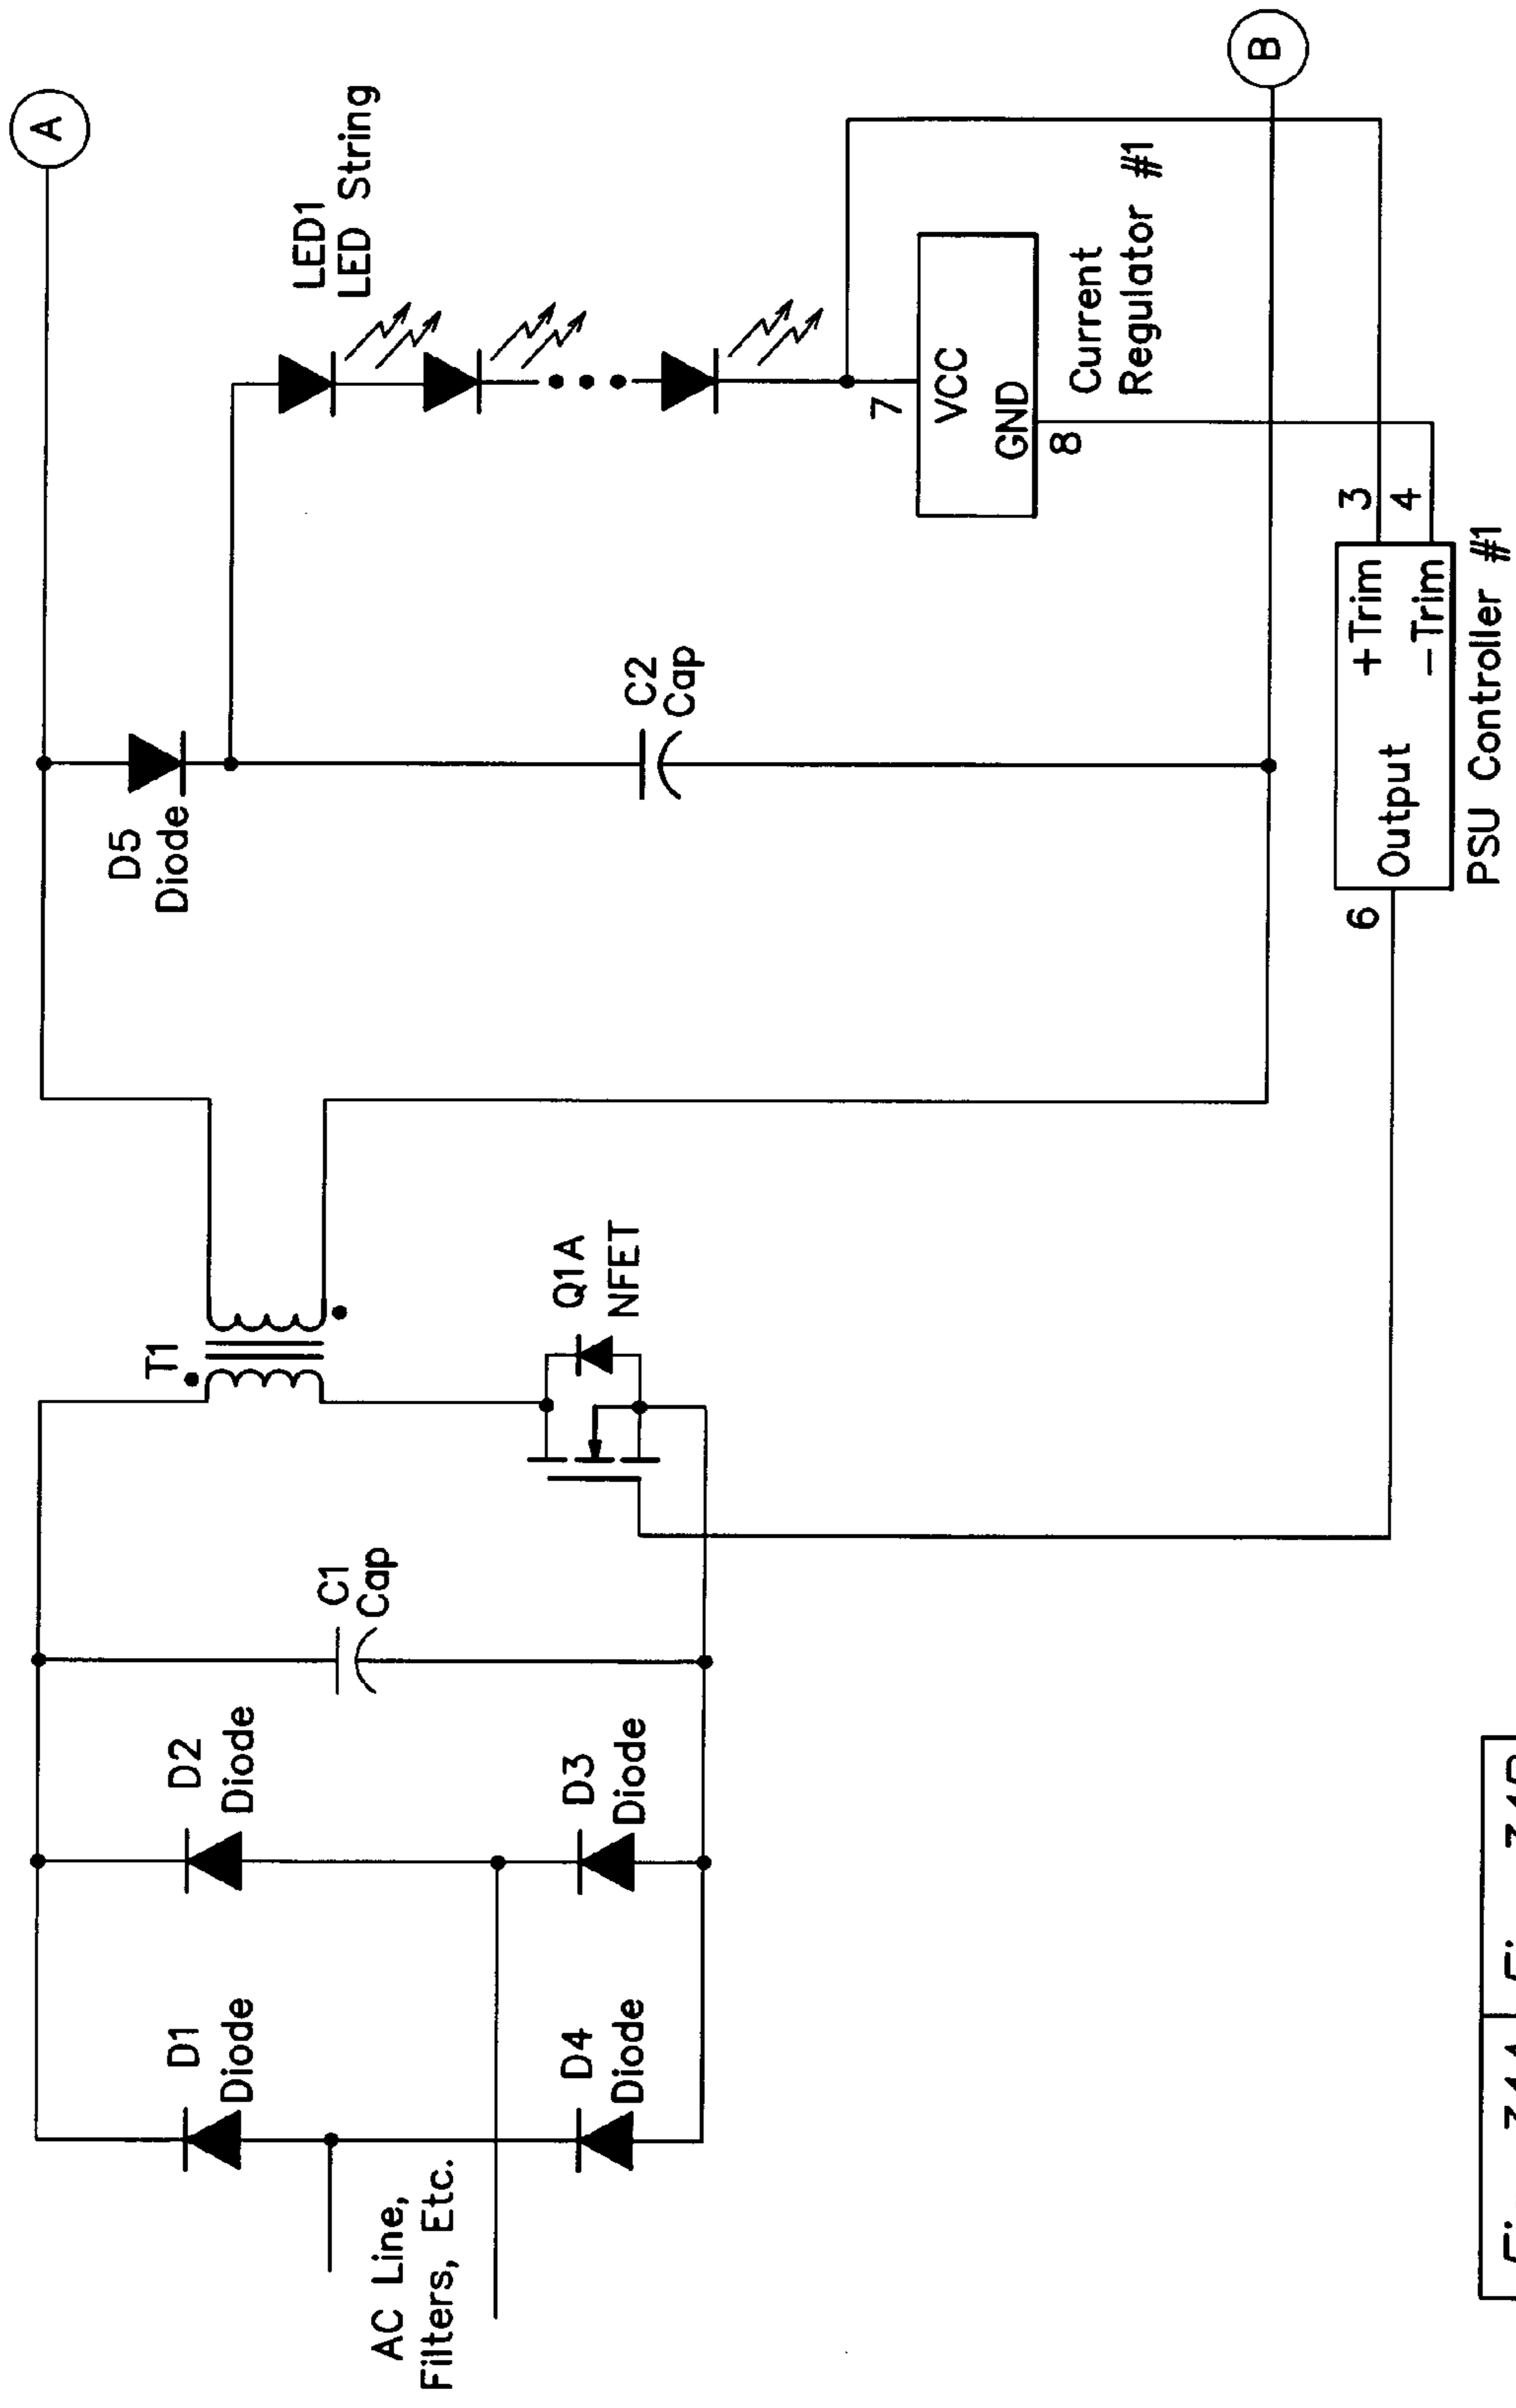 A
D5
Diode
LED1
LED String
T1
D1
Diode
D2
Diode
C1
Cap
Q1A
NFET
C2
Cap
7
VCC
GND
8
Current
Regulator #1
AC Line,
Filters, Etc.
D4
Diode
D3
Diode
B
6
Output
+Trim
-Trim
3
4
PSU Controller #1